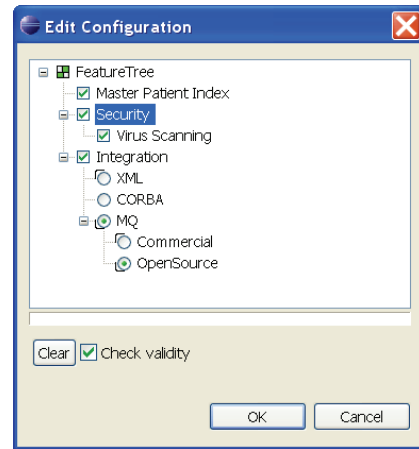 Edit Configuration
FeatureTree
Master Patient Index
Security
Virus Scanning
Integration
XML
CORBA
MQ
Commercial
OpenSource
Clear Check validity
OK Cancel